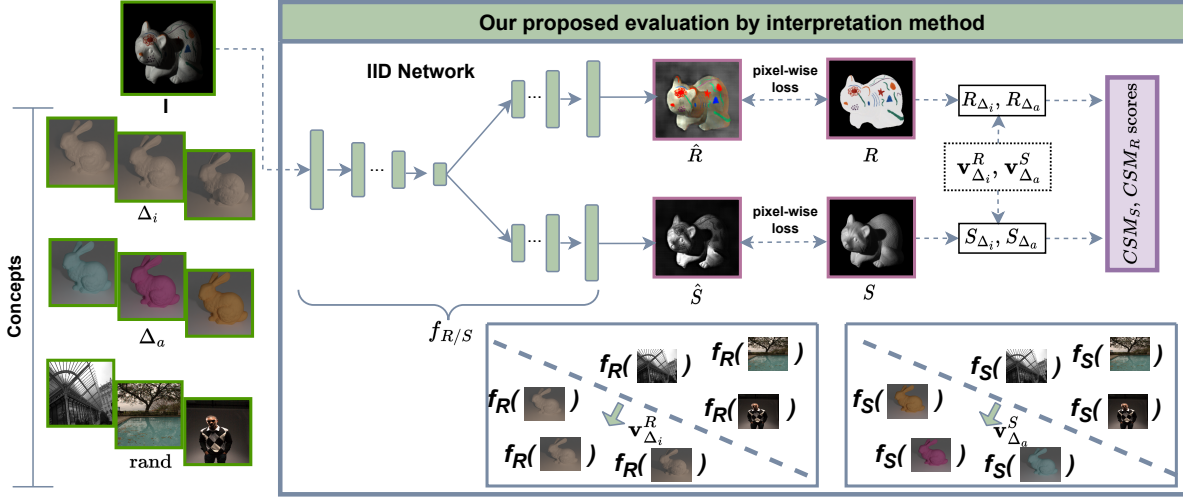 Our proposed evaluation by interpretation method
I
IID Network
pixel-wise
loss
R̂
R
R_{Δ_i}, R_{Δ_a}
Concepts
Δ_i
v^R_{Δ_i}, v^S_{Δ_a}
CSM_S, CSM_R scores
pixel-wise
loss
Ŝ
S
S_{Δ_i}, S_{Δ_a}
Δ_a
f_{R/S}
rand
f_R( )
f_R( )
f_R( )
f_R( )
v^R_{Δ_i}
f_R( )
f_R( )
f_S( )
f_S( )
f_S( )
f_S( )
v^S_{Δ_a}
f_S( )
f_S( )